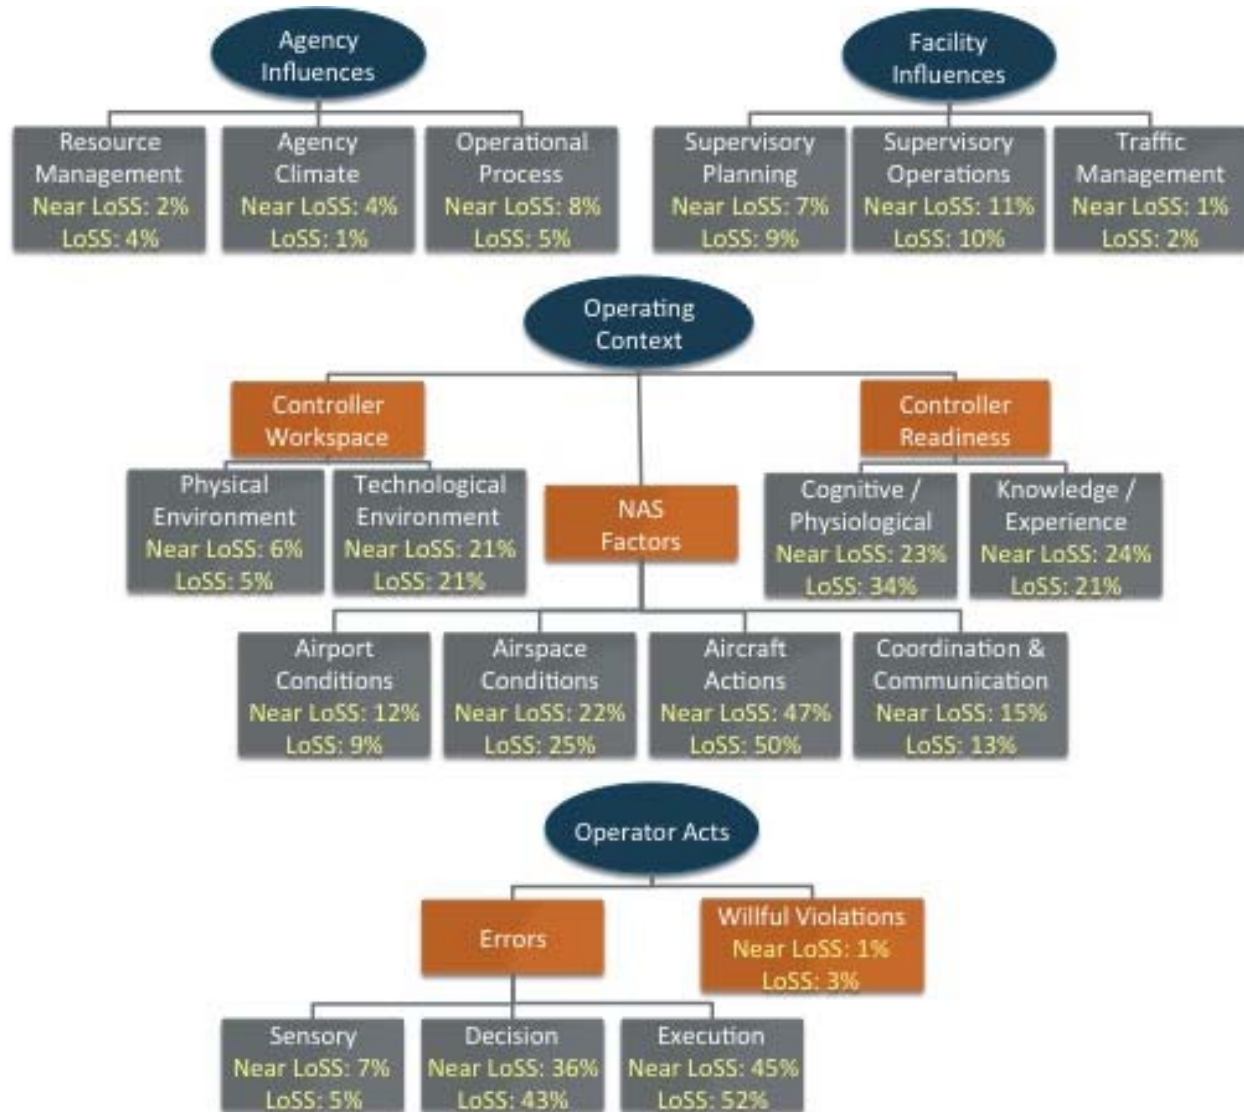 Agency
Influences
Facility
Influences
Resource
Management
Near LoSS: 2%
LoSS: 4%
Agency
Climate
Near LoSS: 4%
LoSS: 1%
Operational
Process
Near LoSS: 8%
LoSS: 5%
Supervisory
Planning
Near LoSS: 7%
LoSS: 9%
Supervisory
Operations
Near LoSS: 11%
LoSS: 10%
Traffic
Management
Near LoSS: 1%
LoSS: 2%
Operating
Context
Controller
Workspace
Controller
Readiness
Physical
Environment
Near LoSS: 6%
LoSS: 5%
Technological
Environment
Near LoSS: 21%
LoSS: 21%
NAS
Factors
Cognitive /
Physiological
Near LoSS: 23%
LoSS: 34%
Knowledge /
Experience
Near LoSS: 24%
LoSS: 21%
Airport
Conditions
Near LoSS: 12%
LoSS: 9%
Airspace
Conditions
Near LoSS: 22%
LoSS: 25%
Aircraft
Actions
Near LoSS: 47%
LoSS: 50%
Coordination &
Communication
Near LoSS: 15%
LoSS: 13%
Operator Acts
Errors
Willful Violations
Near LoSS: 1%
LoSS: 3%
Sensory
Near LoSS: 7%
LoSS: 5%
Decision
Near LoSS: 36%
LoSS: 43%
Execution
Near LoSS: 45%
LoSS: 52%